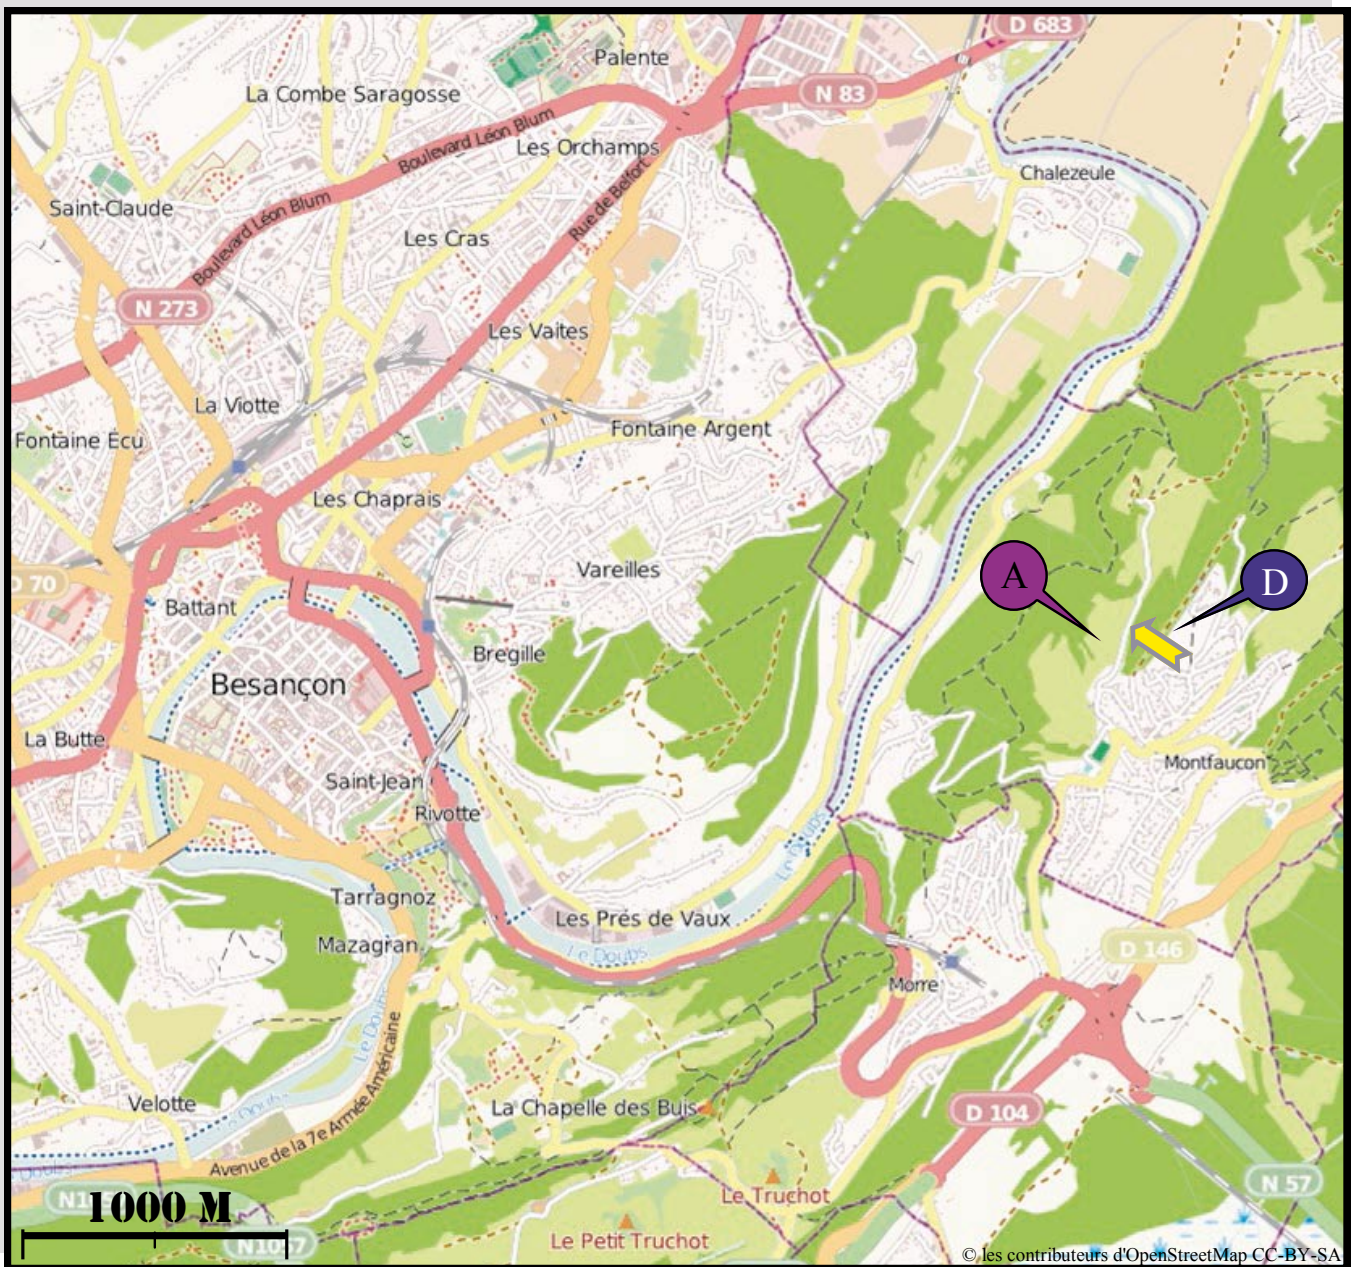 D 683
Palente
La Combe Saragosse
N 83
Boulevard Léon Blum
Les Orchamps
Chalezeule
Saint-Claude
Rue de Belfort
Boulevard Léon Blum
Les Cras
N 273
Les Vaites
La Viotte
Fontaine Écu
Fontaine Argent
Les Chaprais
A
D
D 70
Vareilles
Battant
Bregille
Besançon
La Butte
Montfaucon
Saint-Jean
Rivotte
Le Doubs
Tarragnoz
Les Prés de Vaux
Mazagran
Le Doubs
D 146
Morre
Le Doubs
Avenue de la 7e Armée Américaine
Velotte
La Chapelle des Buis
D 104
Doubs
N 57
Le Truchot
1000 M
Le Petit Truchot
N1057
© les contributeurs d'OpenStreetMap CC-BY-SA